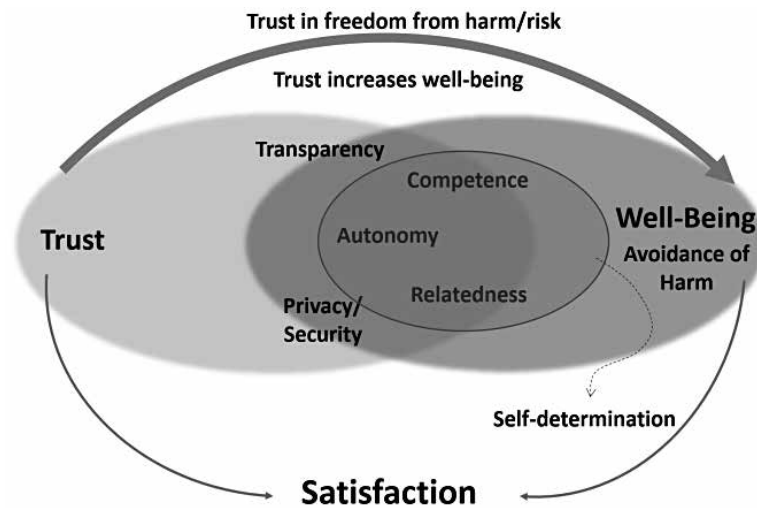 Trust in freedom from harm/risk
Trust increases well-being
Transparency
Competence
Trust
Autonomy
Well-Being
Avoidance of
Harm
Relatedness
Privacy/
Security
Self-determination
Satisfaction